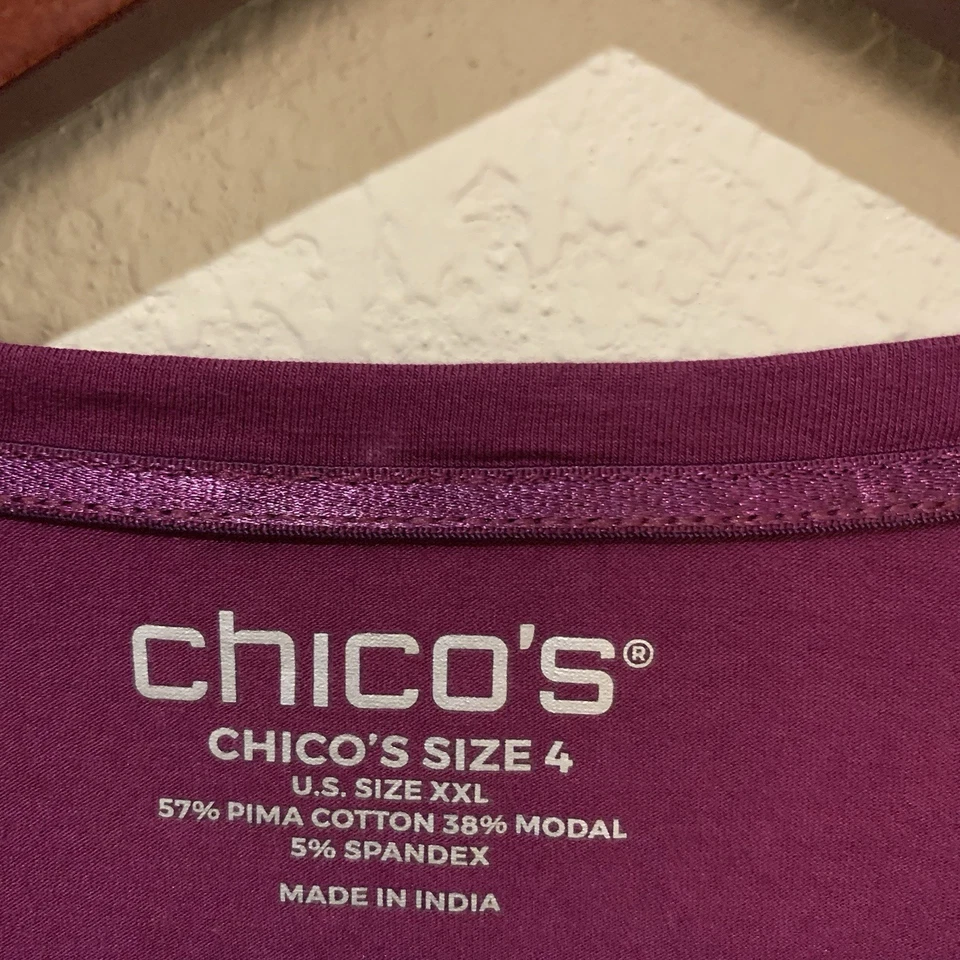 chico's®
CHICO'S SIZE 4
U.S. SIZE XXL
57% PIMA COTTON 38% MODAL
5% SPANDEX
MADE IN INDIA